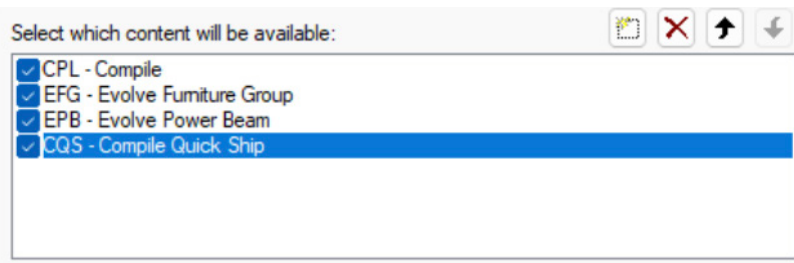 Select which content will be available:
CPL - Compile
EFG - Evolve Furniture Group
EPB - Evolve Power Beam
CQS - Compile Quick Ship